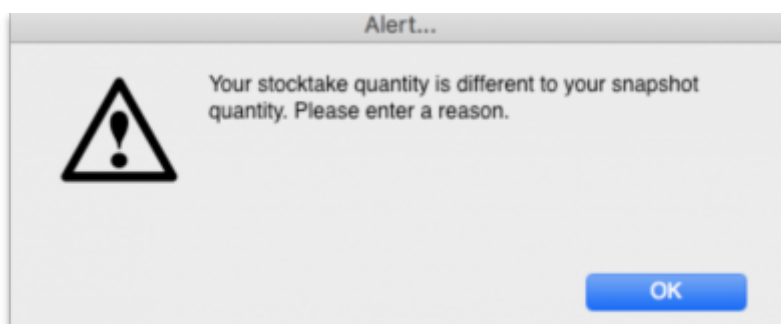 Alert...
Your stocktake quantity is different to your snapshot
quantity. Please enter a reason.
OK